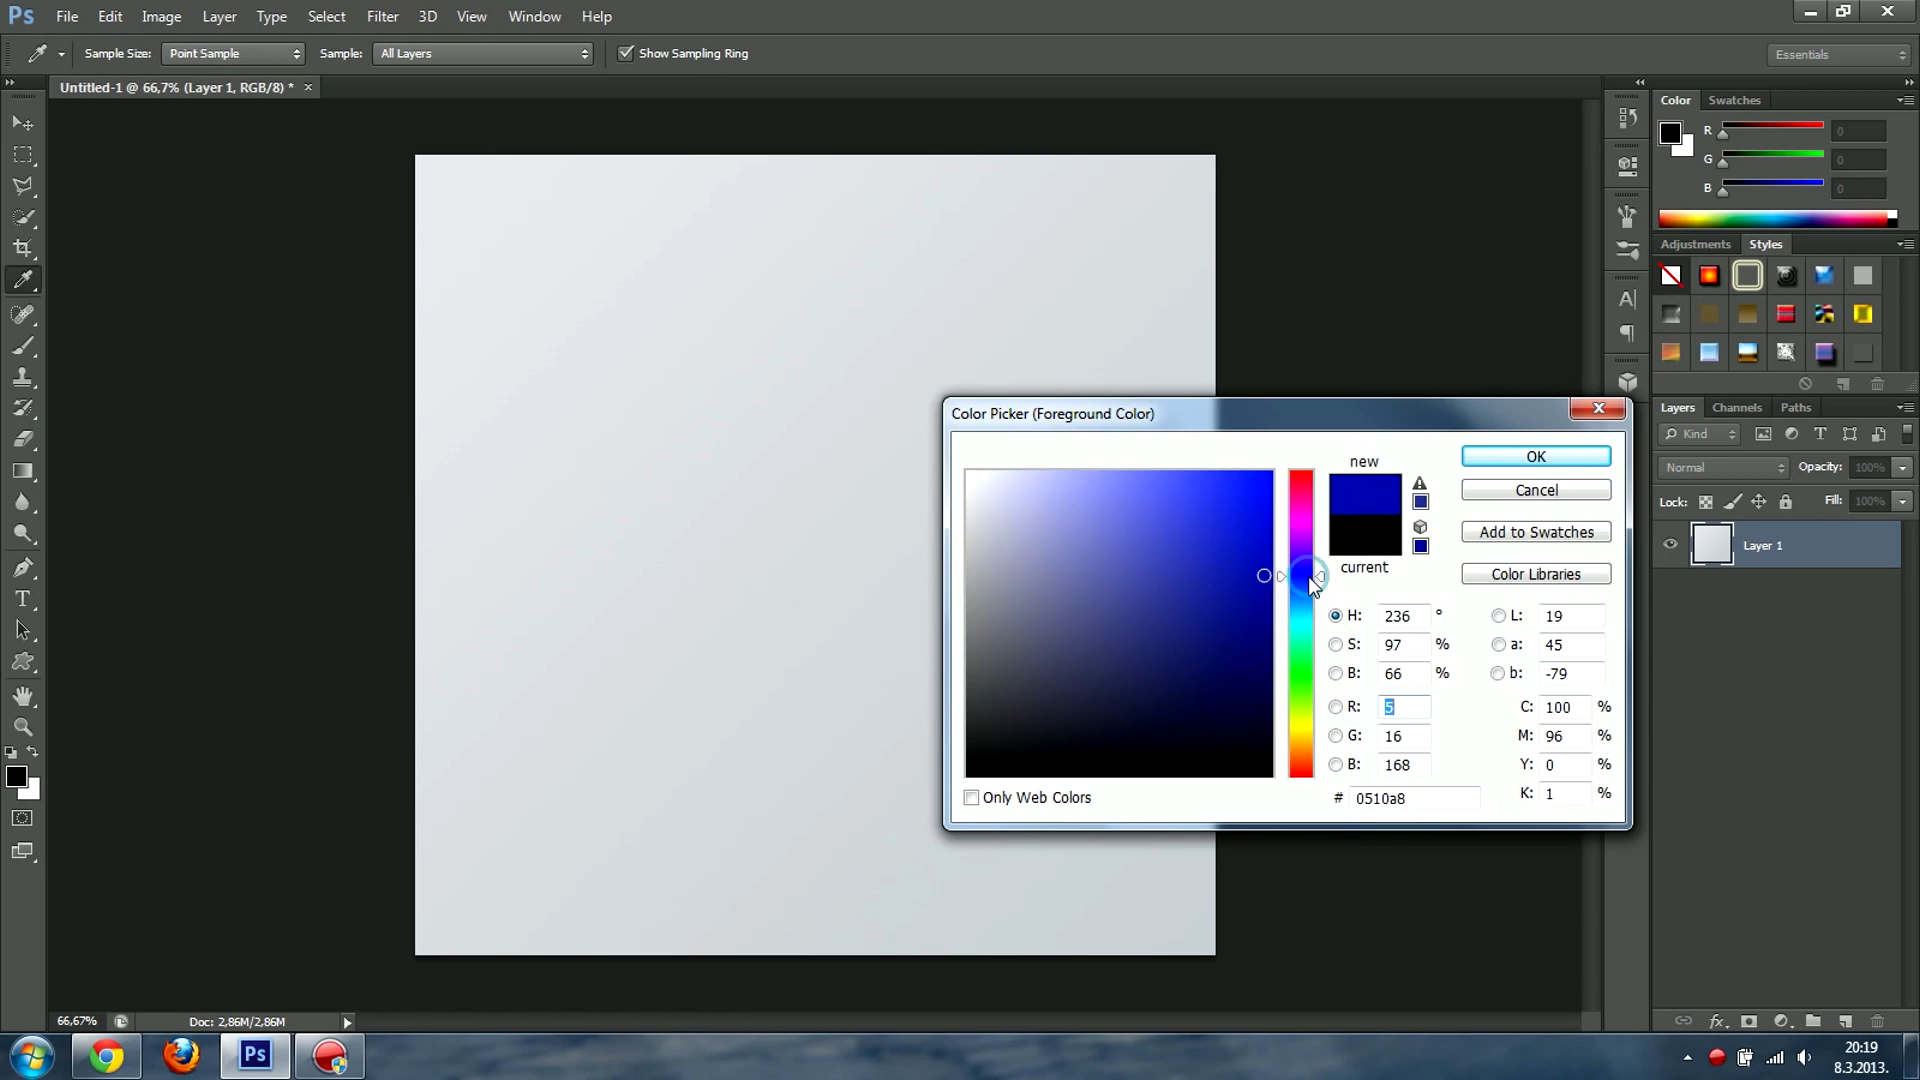 Ps File Edit Image Layer Type Select Filter 3D View Window Help
Sample Size: Point Sample Sample: All Layers Show Sampling Ring Essentials
Untitled-1 @ 66,7% (Layer 1, RGB/8) * ×
Color Swatches
R 0
G 0
B 0
Adjustments Styles
Layers Channels Paths
Kind
Normal Opacity: 100%
Lock: Fill: 100%
Layer 1
Color Picker (Foreground Color)
new
current
OK
Cancel
Add to Swatches
Color Libraries
H: 236 ° L: 19
S: 97 % a: 45
B: 66 % b: -79
R: 5 C: 100 %
G: 16 M: 96 %
B: 168 Y: 0 %
# 0510a8 K: 1 %
Only Web Colors
66,67% Doc: 2,86M/2,86M
fx
Ps
20:19
8.3.2013.